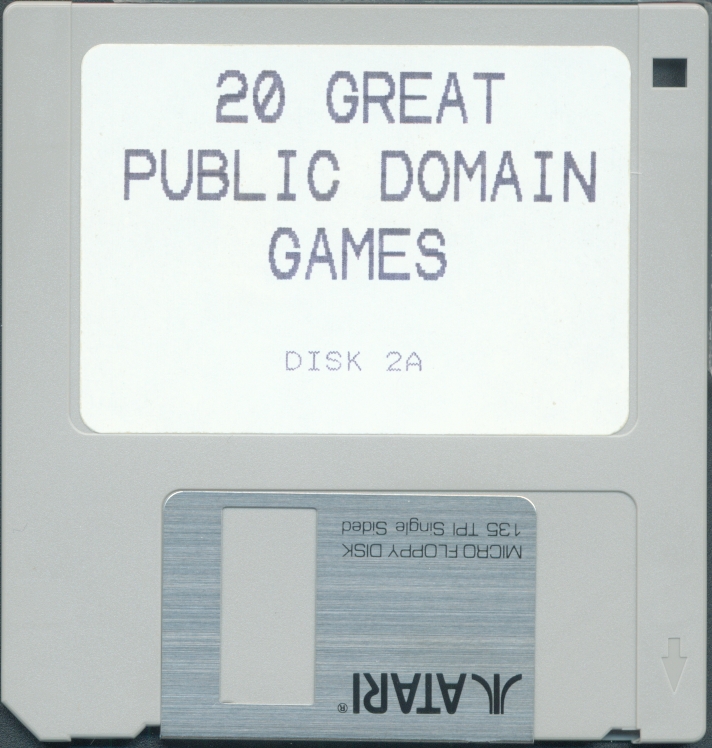 20 GREAT
PUBLIC DOMAIN
GAMES
DISK 2A
ATARI®
MICRO FLOPPY DISK
135 TPI Single Sided